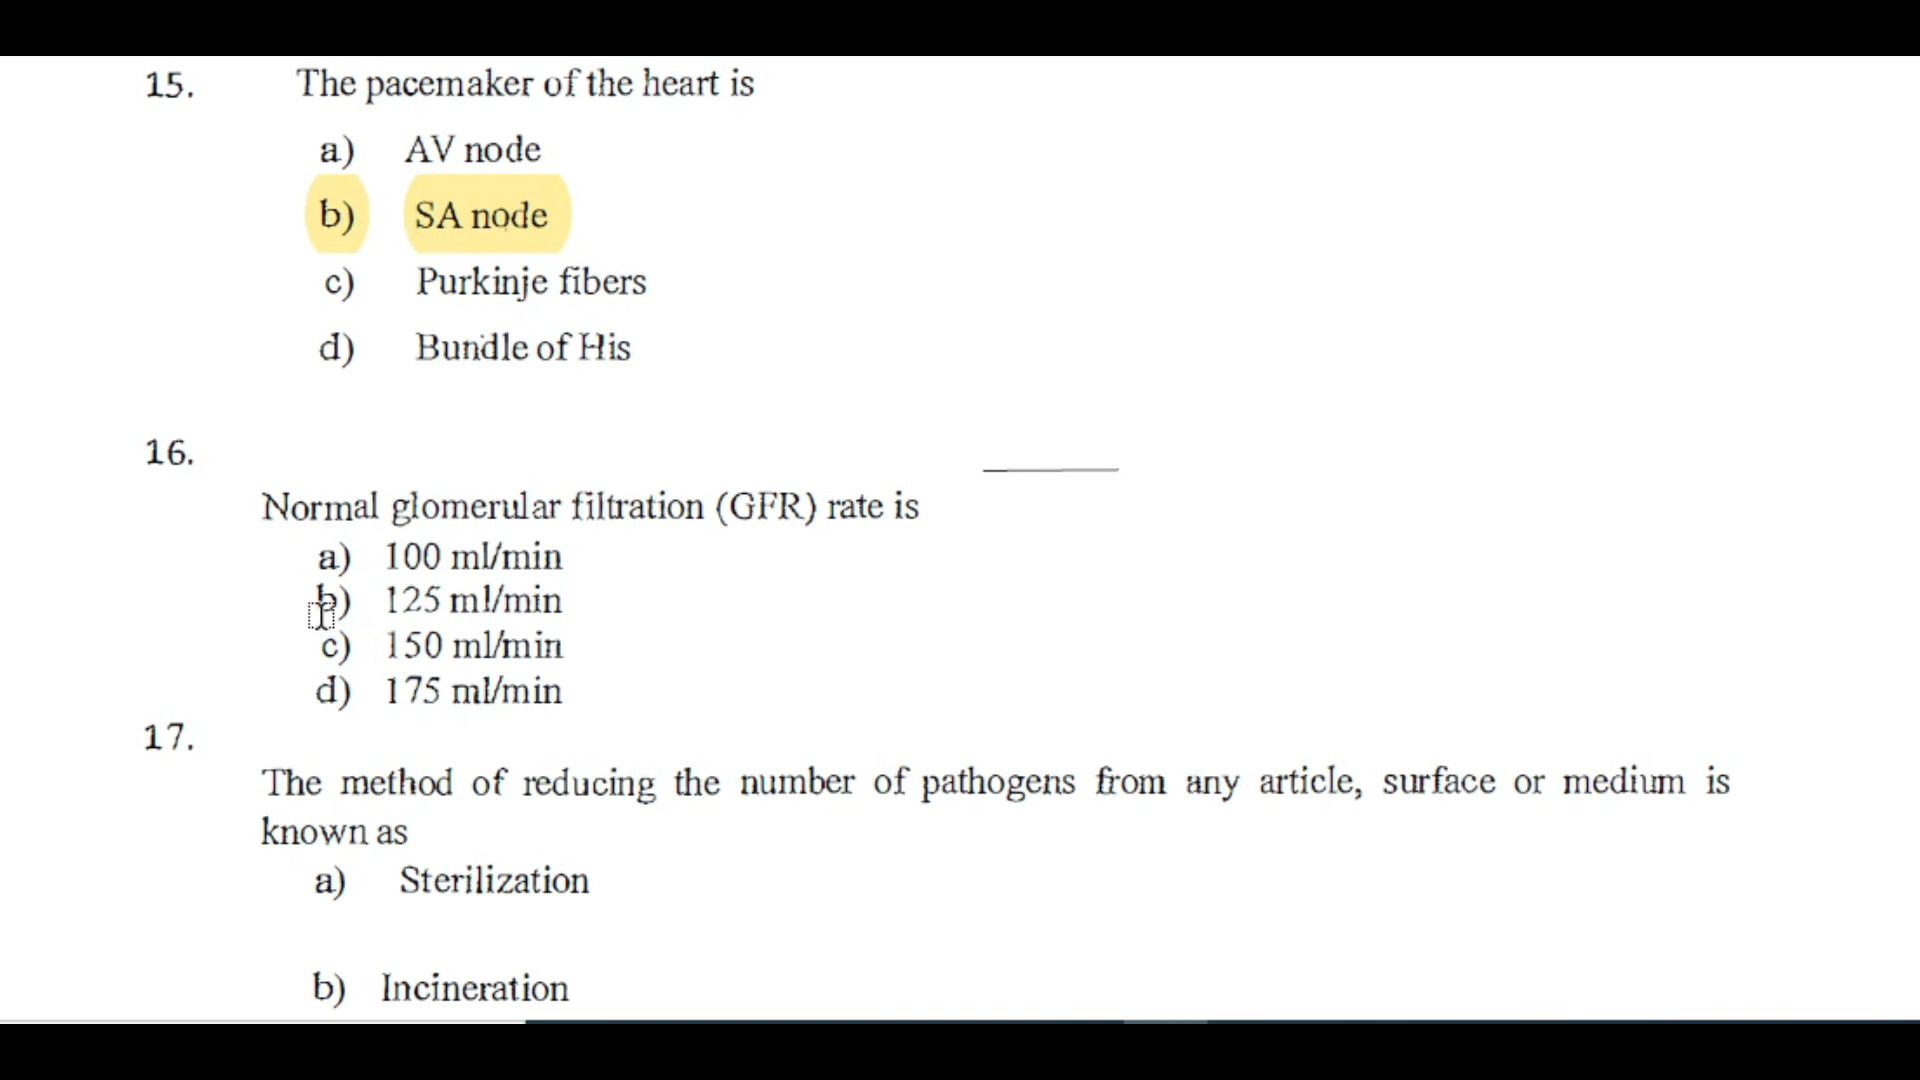 15. The pacemaker of the heart is
a) AV node
b) SA node
c) Purkinje fibers
d) Bundle of His
16.
Normal glomerular filtration (GFR) rate is
a) 100 ml/min
b) 125 ml/min
c) 150 ml/min
d) 175 ml/min
17.
The method of reducing the number of pathogens from any article, surface or medium is
known as
a) Sterilization
b) Incineration